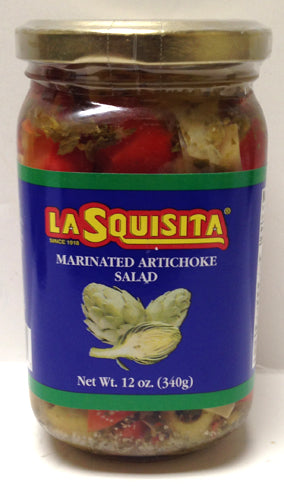 LA SQUISITA®
SINCE 1918
MARINATED ARTICHOKE
SALAD
Net Wt. 12 oz. (340g)